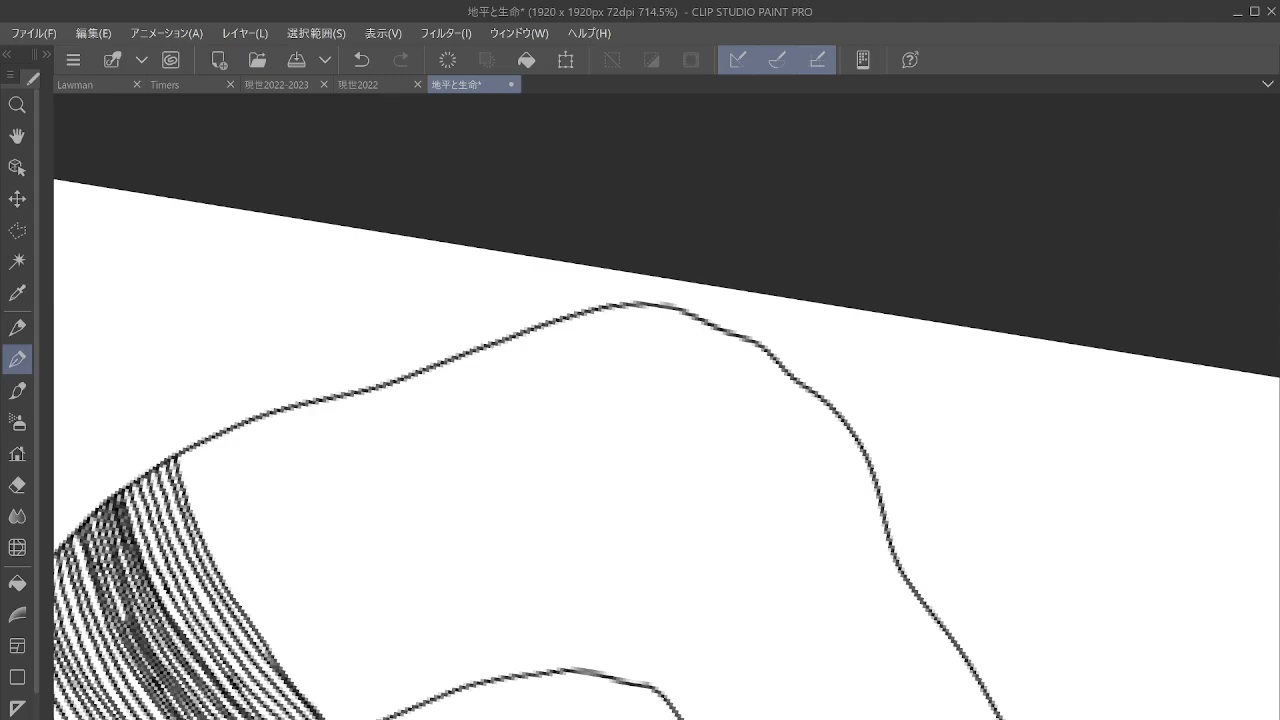 地平と生命* (1920 x 1920px 72dpi 714.5%) - CLIP STUDIO PAINT PRO
ファイル(F) 編集(E) アニメーション(A) レイヤー(L) 選択範囲(S) 表示(V) フィルター(I) ウィンドウ(W) ヘルプ(H)
Lawman Timers 現世2022-2023 現世2022 地平と生命*